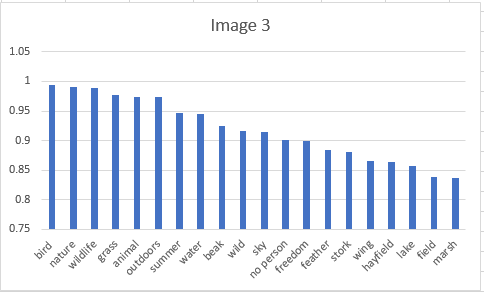 Image 3
1.05
1
0.95
0.9
0.85
0.8
0.75
bird
nature
wildlife
grass
animal
outdoors
summer
water
beak
wild
sky
no person
freedom
feather
stork
wing
hayfield
lake
field
marsh